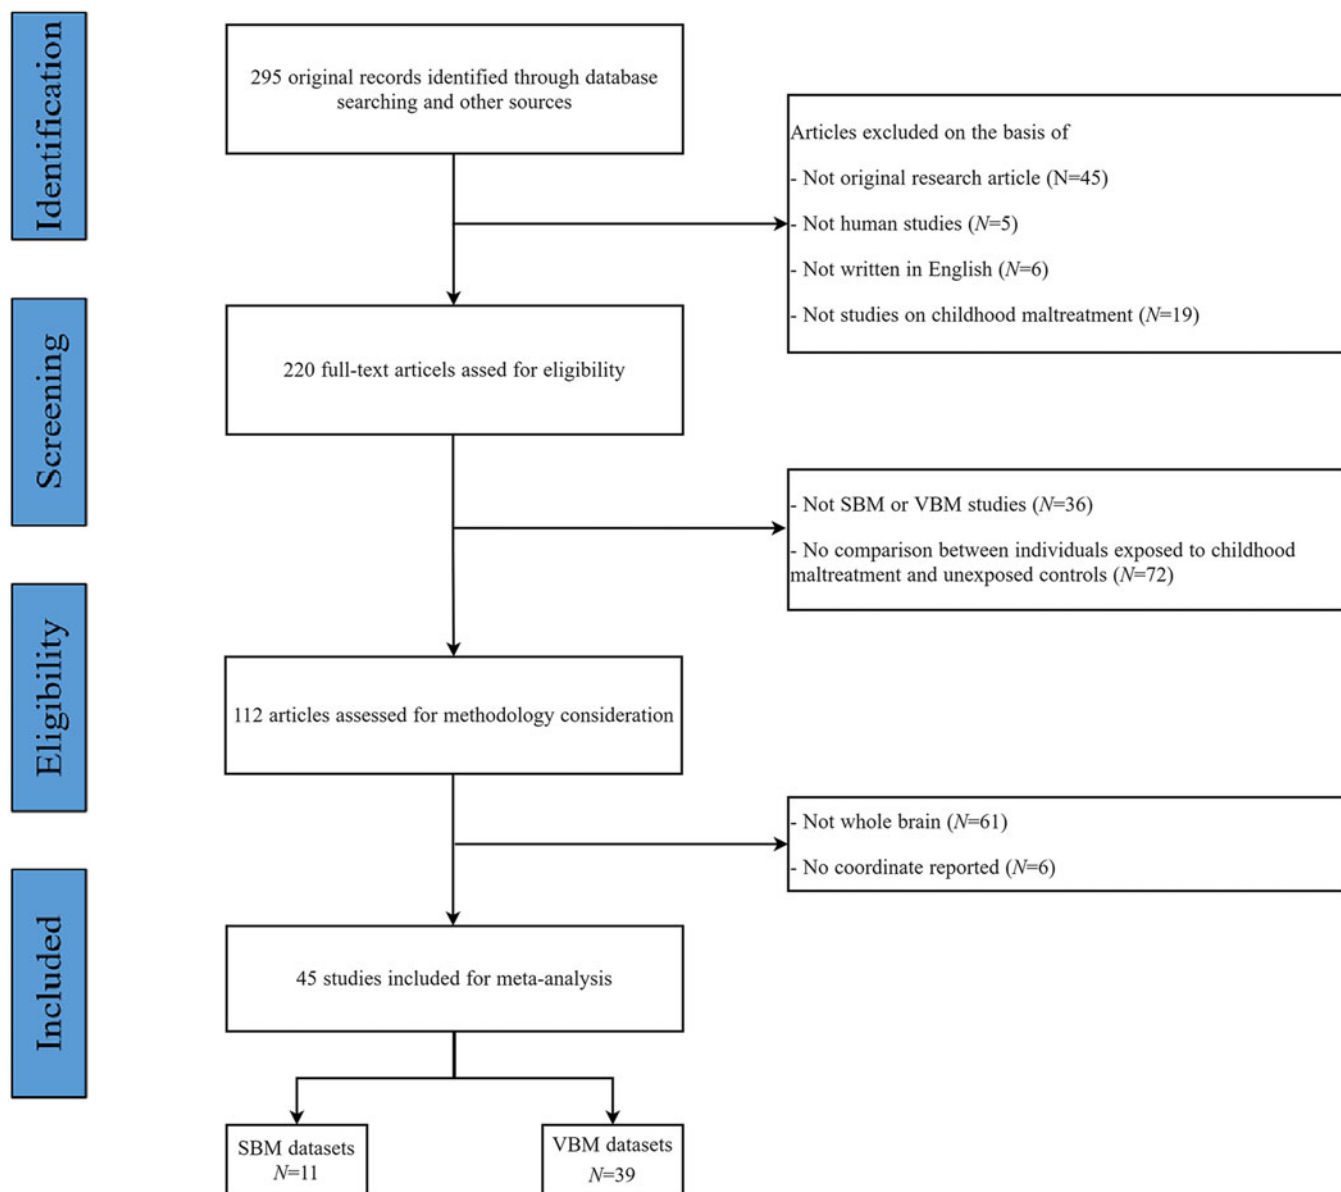 Identification
295 original records identified through database
searching and other sources
Articles excluded on the basis of
- Not original research article (N=45)
- Not human studies (N=5)
- Not written in English (N=6)
- Not studies on childhood maltreatment (N=19)
Screening
220 full-text articels assed for eligibility
- Not SBM or VBM studies (N=36)
- No comparison between individuals exposed to childhood
maltreatment and unexposed controls (N=72)
Eligibility
112 articles assessed for methodology consideration
- Not whole brain (N=61)
- No coordinate reported (N=6)
Included
45 studies included for meta-analysis
SBM datasets
N=11
VBM datasets
N=39